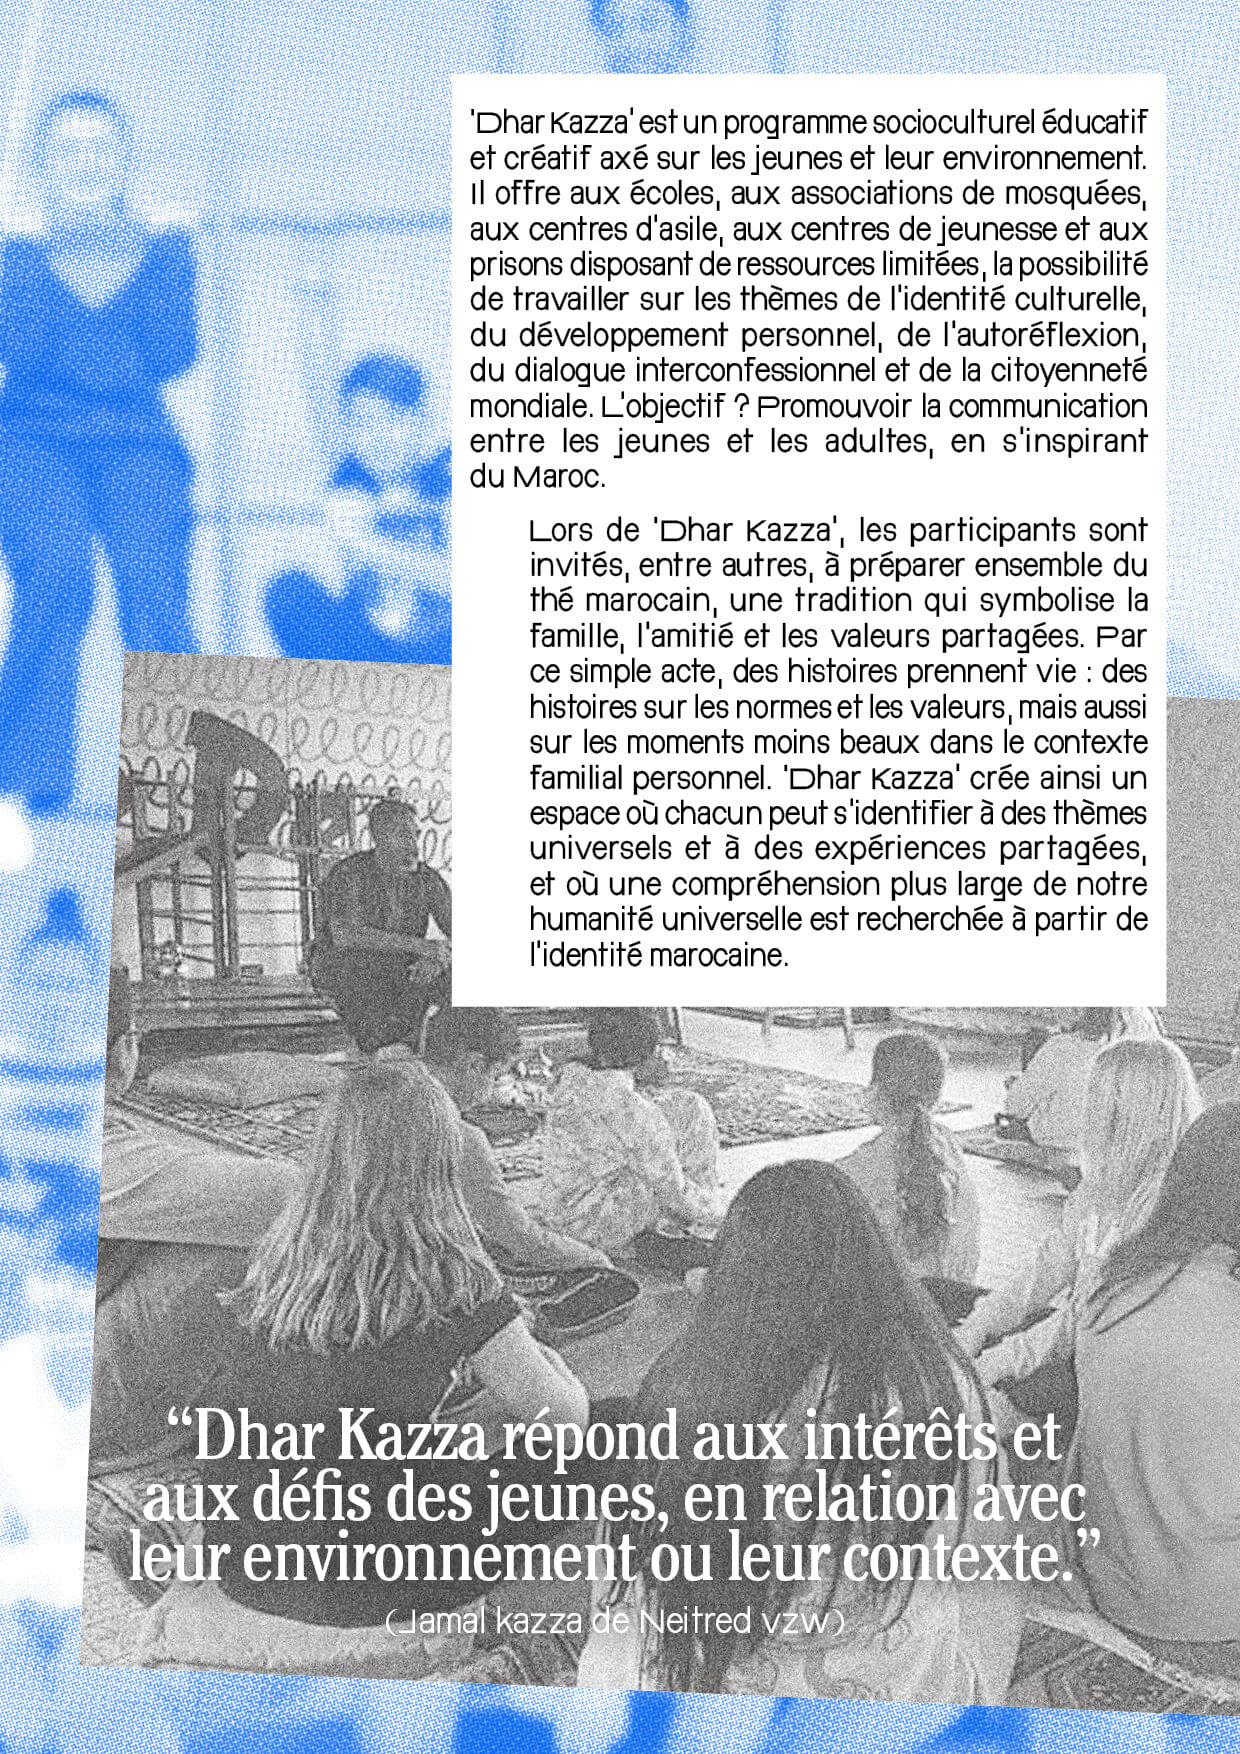 'Dhar Kazza' est un programme socioculturel éducatif
et créatif axé sur les jeunes et leur environnement.
Il offre aux écoles, aux associations de mosquées,
aux centres d'asile, aux centres de jeunesse et aux
prisons disposant de ressources limitées, la possibilité
de travailler sur les thèmes de l'identité culturelle,
du développement personnel, de l'autoréflexion,
du dialogue interconfessionnel et de la citoyenneté
mondiale. L'objectif ? Promouvoir la communication
entre les jeunes et les adultes, en s'inspirant
du Maroc.
Lors de 'Dhar Kazza', les participants sont
invités, entre autres, à préparer ensemble du
thé marocain, une tradition qui symbolise la
famille, l'amitié et les valeurs partagées. Par
ce simple acte, des histoires prennent vie : des
histoires sur les normes et les valeurs, mais aussi
sur les moments moins beaux dans le contexte
familial personnel. 'Dhar Kazza' crée ainsi un
espace où chacun peut s'identifier à des thèmes
universels et à des expériences partagées,
et où une compréhension plus large de notre
humanité universelle est recherchée à partir de
l'identité marocaine.
“Dhar Kazza répond aux intérêts et
aux défis des jeunes, en relation avec
leur environnement ou leur contexte.”
(Jamal kazza de Neitred vzw)